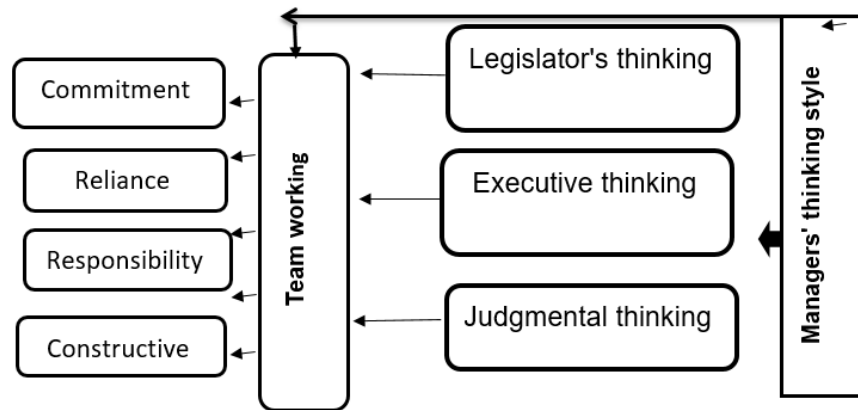 Commitment
Reliance
Responsibility
Constructive
Team working
Legislator's thinking
Executive thinking
Judgmental thinking
Managers' thinking style